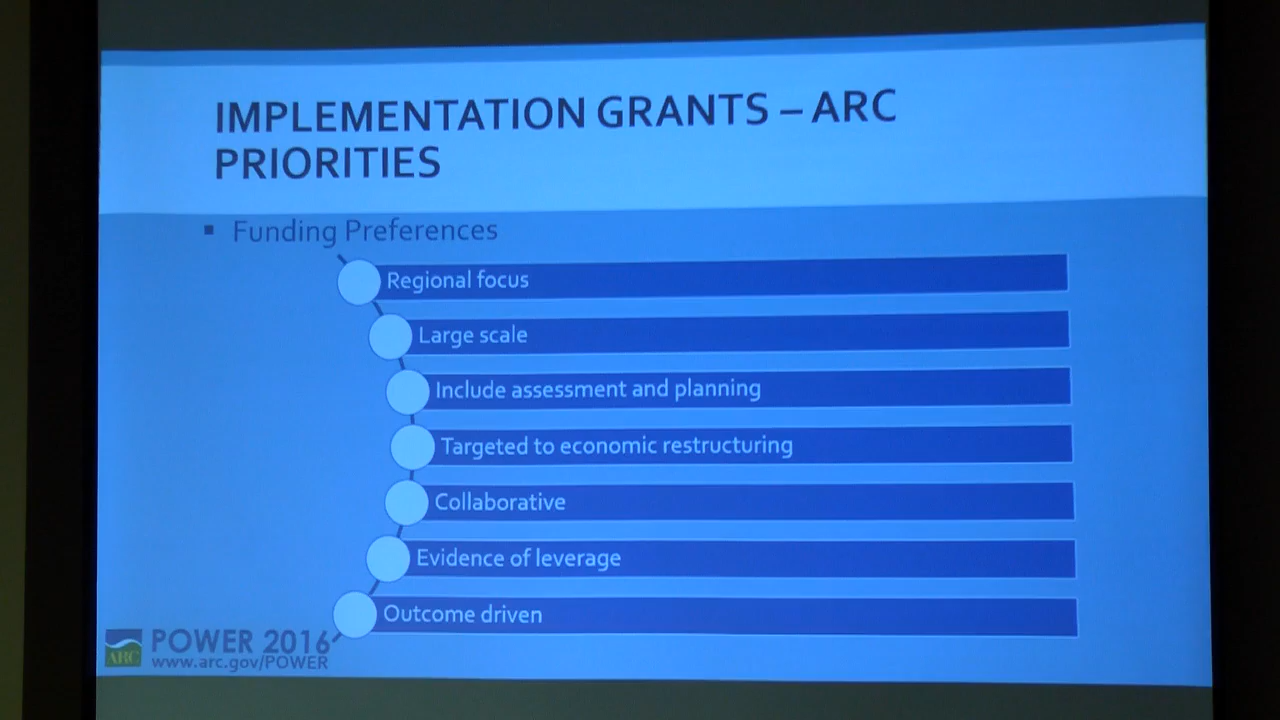 IMPLEMENTATION GRANTS – ARC
PRIORITIES
▪ Funding Preferences
Regional focus
Large scale
Include assessment and planning
Targeted to economic restructuring
Collaborative
Evidence of leverage
Outcome driven
ARC
POWER 2016
www.arc.gov/POWER